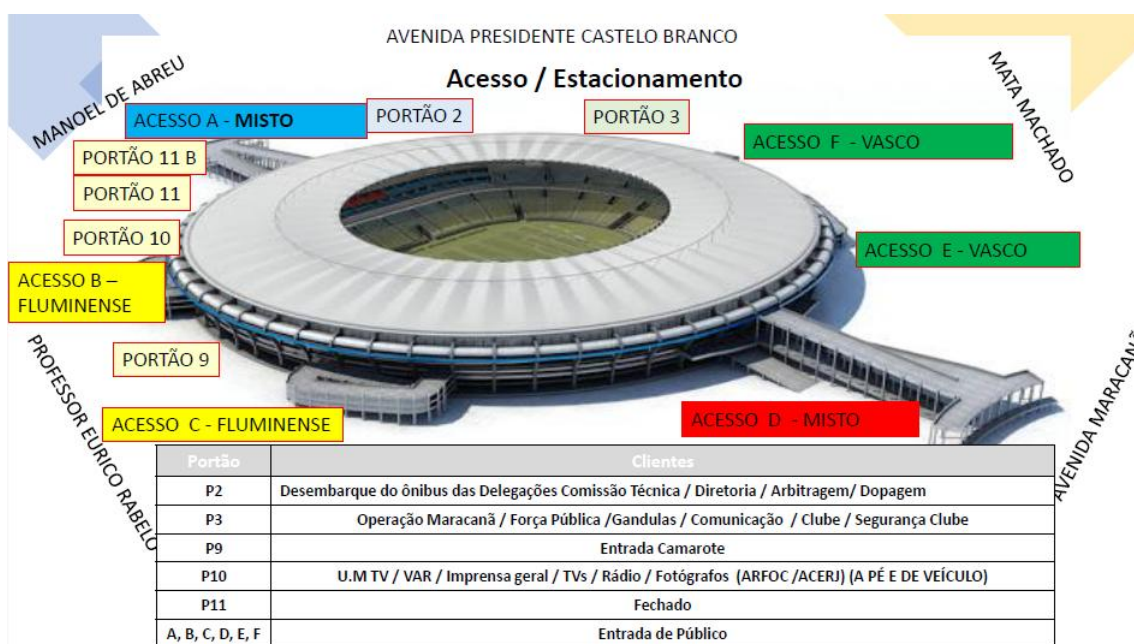 AVENIDA PRESIDENTE CASTELO BRANCO
Acesso / Estacionamento
MANOEL DE ABREU
MATA MACHADO
ACESSO A - MISTO
PORTÃO 2
PORTÃO 3
ACESSO F - VASCO
PORTÃO 11 B
PORTÃO 11
PORTÃO 10
ACESSO E - VASCO
ACESSO B –
FLUMINENSE
PORTÃO 9
PROFESSOR EURICO RABELO
AVENIDA MARACANÃ
ACESSO C - FLUMINENSE
ACESSO D - MISTO
Portão Clientes
P2 Desembarque do ônibus das Delegações Comissão Técnica / Diretoria / Arbitragem/ Dopagem
P3 Operação Maracanã / Força Pública /Gandulas / Comunicação / Clube / Segurança Clube
P9 Entrada Camarote
P10 U.M TV / VAR / Imprensa geral / TVs / Rádio / Fotógrafos (ARFOC /ACERJ) (A PÉ E DE VEÍCULO)
P11 Fechado
A, B, C, D, E, F Entrada de Público